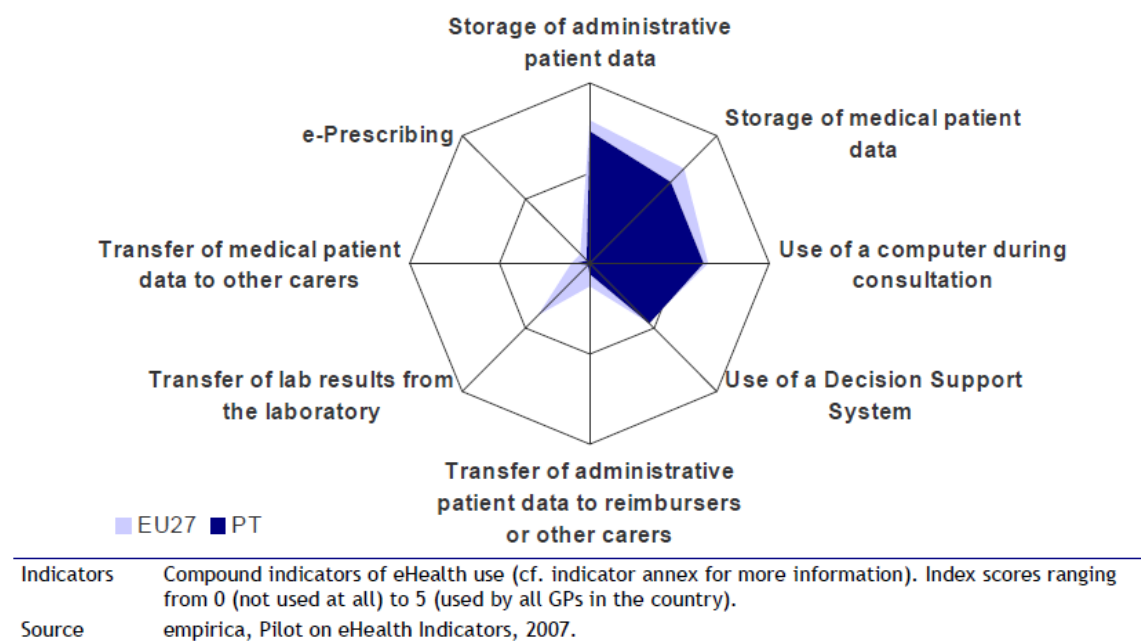 Storage of administrative
patient data
Storage of medical patient
data
e-Prescribing
Transfer of medical patient
data to other carers
Use of a computer during
consultation
Transfer of lab results from
the laboratory
Use of a Decision Support
System
Transfer of administrative
patient data to reimbursers
or other carers
EU27 PT
Indicators Compound indicators of eHealth use (cf. indicator annex for more information). Index scores ranging
from 0 (not used at all) to 5 (used by all GPs in the country).
Source empirica, Pilot on eHealth Indicators, 2007.